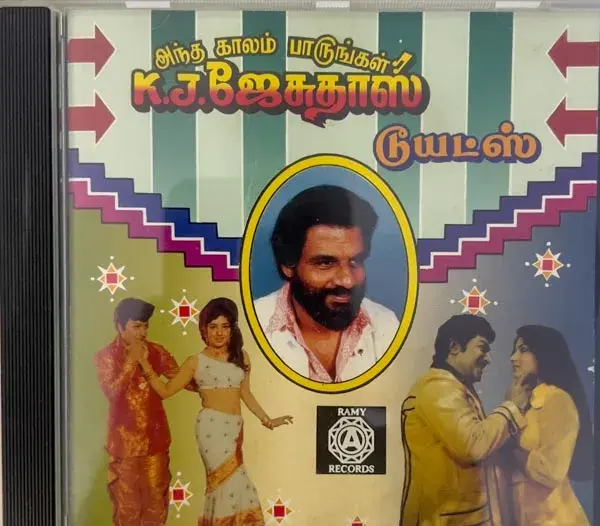 அந்த காலம் பாடுங்கள்!
K.J.ஜேசுதாஸ்
டூயட்ஸ்
RAMY
A
RECORDS